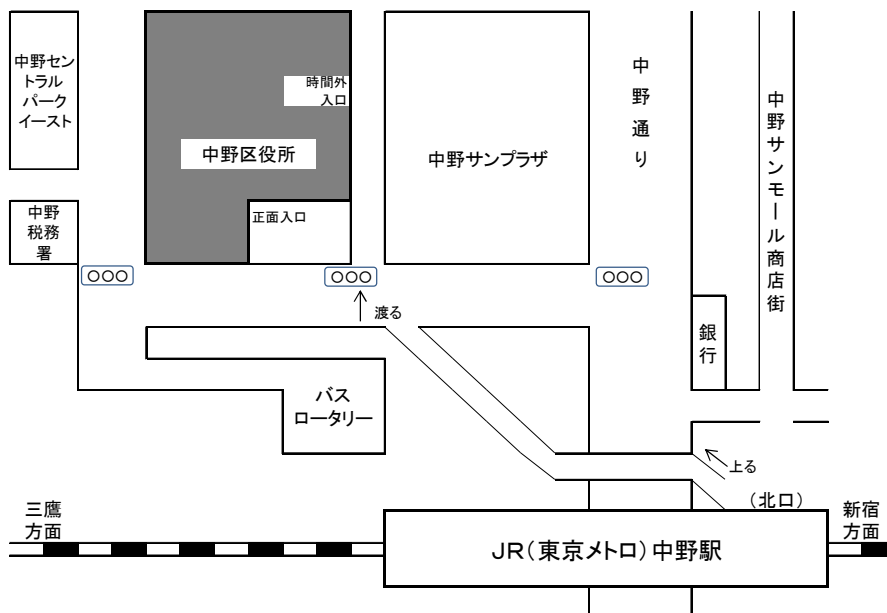 中野セン
トラル
パーク
イースト
時間外
入口
中野区役所
中野サンプラザ
中野通り
中野サンモール商店街
中野
税務
署
正面入口
渡る
銀行
バス
ロータリー
上る
(北口)
三鷹
方面
新宿
方面
JR(東京メトロ)中野駅